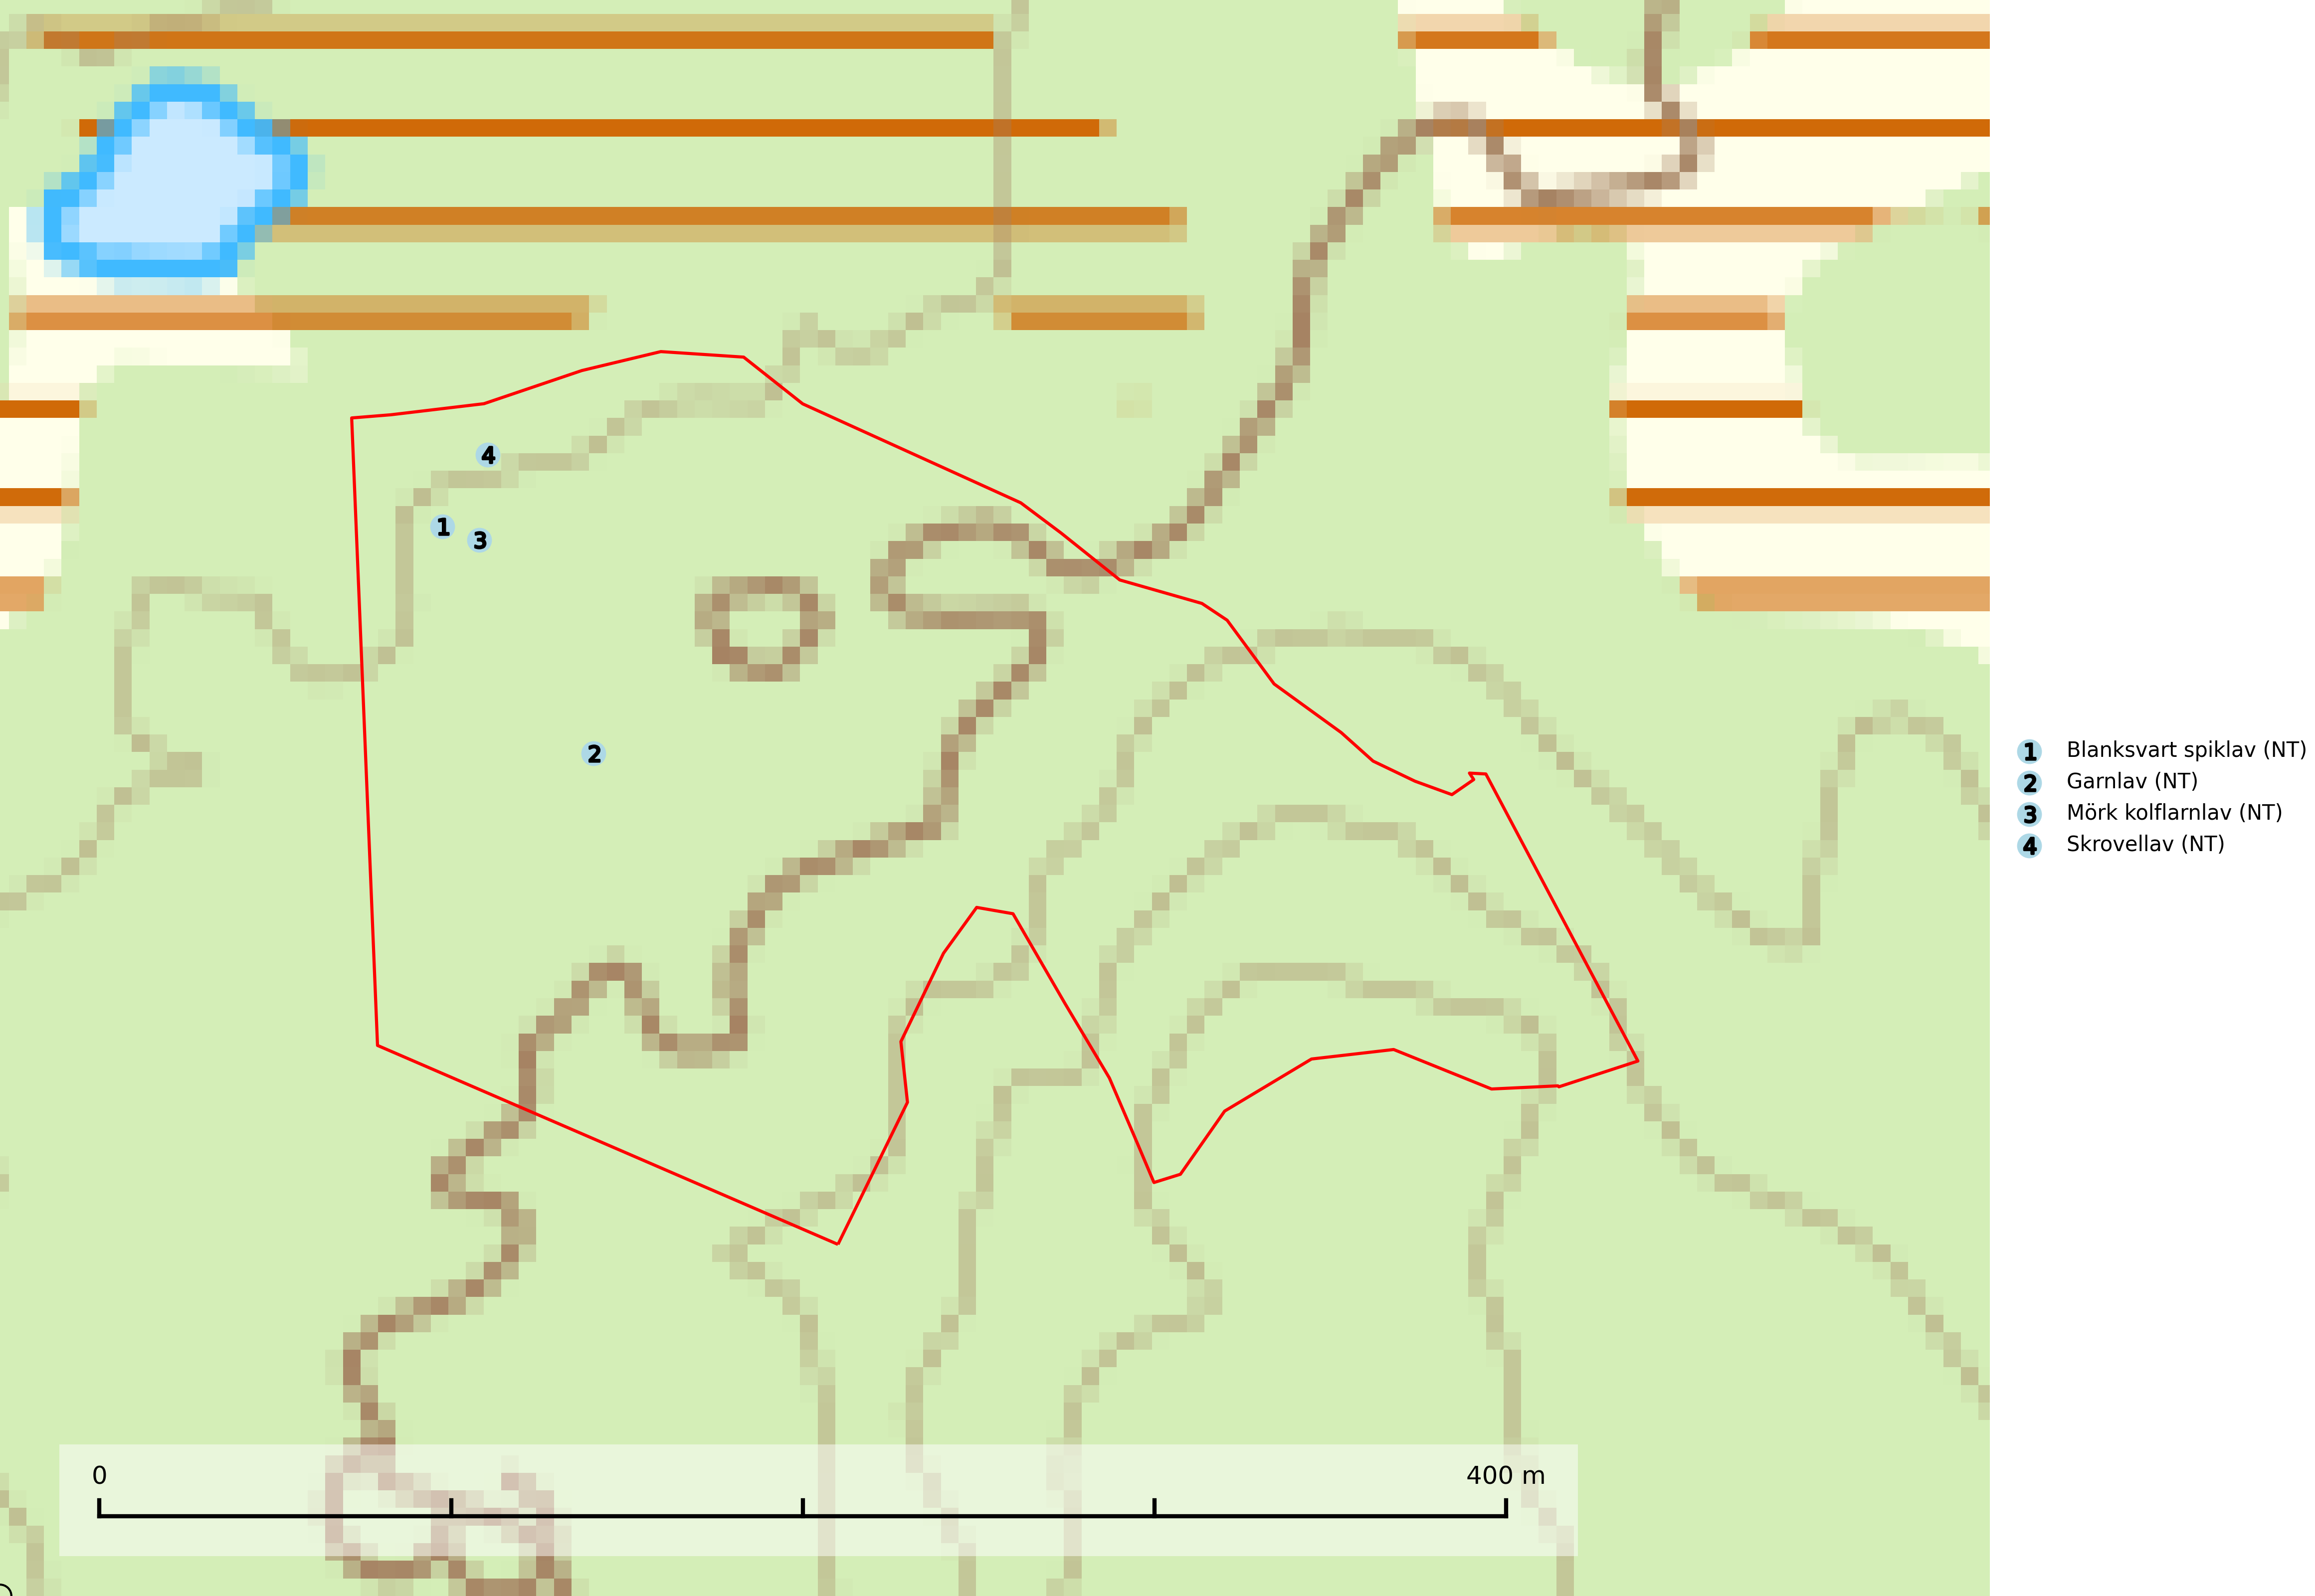 4
1
3
2
1 Blanksvart spiklav (NT)
2 Garnlav (NT)
3 Mörk kolflarnlav (NT)
4 Skrovellav (NT)
0 400 m